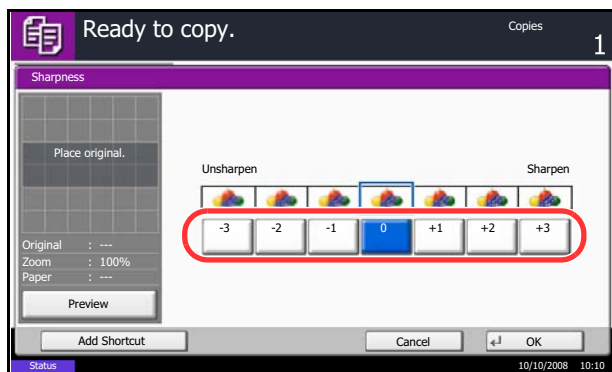 Ready to copy.
Copies
1
Sharpness
Place original.
Unsharpen
Sharpen
-3 -2 -1 0 +1 +2 +3
Original : ---
Zoom : 100%
Paper : ---
Preview
Add Shortcut
Cancel
OK
Status
10/10/2008 10:10